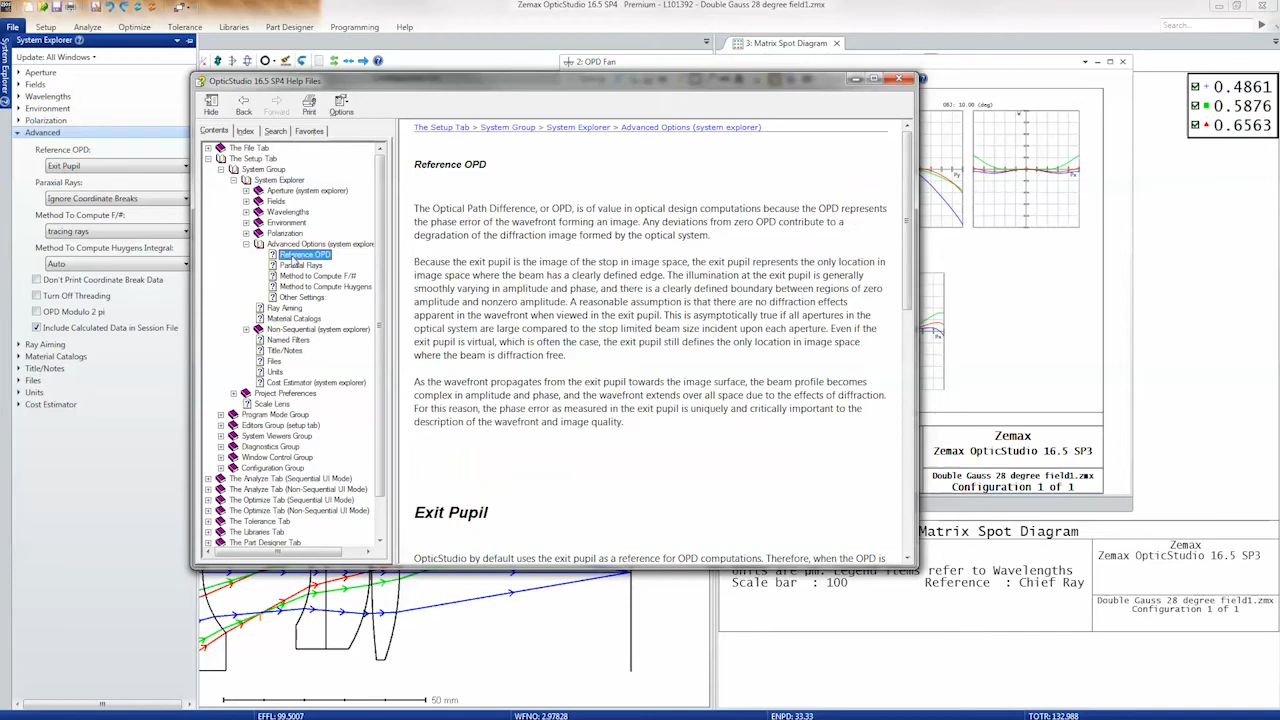 Zemax OpticStudio 16.5 SP4 Premium - L101392 - Double Gauss 28 degree field1.zmx
File Setup Analyze Optimize Tolerance Libraries Part Designer Programming Help
Search...
System Explorer
Update: All Windows
Aperture
Fields
Wavelengths
Environment
Polarization
Advanced
Reference OPD:
Exit Pupil
Paraxial Rays:
Ignore Coordinate Breaks
Method To Compute F/#:
tracing rays
Method To Compute Huygens Integral:
Auto
Don't Print Coordinate Break Data
Turn Off Threading
OPD Modulo 2 pi
Include Calculated Data in Session File
Ray Aiming
Material Catalogs
Title/Notes
Files
Units
Cost Estimator
System Explorer
2: OPD Fan
3: Matrix Spot Diagram
OpticStudio 16.5 SP4 Help Files
Hide Back Forward Print Options
Contents Index Search Favorites
The File Tab
The Setup Tab
System Group
System Explorer
Aperture (system explorer)
Fields
Wavelengths
Environment
Polarization
Advanced Options (system explore
Reference OPD
Paraxial Rays
Method to Compute F/#
Method to Compute Huygens
Other Settings:
Ray Aiming
Material Catalogs
Non-Sequential (system explorer)
Named Filters
Title/Notes
Files
Units
Cost Estimator (system explorer)
Project Preferences
Scale Lens
Program Mode Group
Editors Group (setup tab)
System Viewers Group
Diagnostics Group
Window Control Group
Configuration Group
The Analyze Tab (Sequential UI Mode)
The Analyze Tab (Non-Sequential UI Mode)
The Optimize Tab (Sequential UI Mode)
The Optimize Tab (Non-Sequential UI Mode)
The Tolerance Tab
The Libraries Tab
The Part Designer Tab
The Setup Tab > System Group > System Explorer > Advanced Options (system explorer)
Reference OPD
The Optical Path Difference, or OPD, is of value in optical design computations because the OPD represents
the phase error of the wavefront forming an image. Any deviations from zero OPD contribute to a
degradation of the diffraction image formed by the optical system.
Because the exit pupil is the image of the stop in image space, the exit pupil represents the only location in
image space where the beam has a clearly defined edge. The illumination at the exit pupil is generally
smoothly varying in amplitude and phase, and there is a clearly defined boundary between regions of zero
amplitude and nonzero amplitude. A reasonable assumption is that there are no diffraction effects
apparent in the wavefront when viewed in the exit pupil. This is asymptotically true if all apertures in the
optical system are large compared to the stop limited beam size incident upon each aperture. Even if the
exit pupil is virtual, which is often the case, the exit pupil still defines the only location in image space
where the beam is diffraction free.
As the wavefront propagates from the exit pupil towards the image surface, the beam profile becomes
complex in amplitude and phase, and the wavefront extends over all space due to the effects of diffraction.
For this reason, the phase error as measured in the exit pupil is uniquely and critically important to the
description of the wavefront and image quality.
Exit Pupil
OpticStudio by default uses the exit pupil as a reference for OPD computations. Therefore, when the OPD is
OBJ: 10.00 (deg)
W
Py
Px
Px
0.4861
0.5876
0.6563
Zemax
Zemax OpticStudio 16.5 SP3
Double Gauss 28 degree field1.zmx
Configuration 1 of 1
Matrix Spot Diagram
Units are µm. Legend items refer to Wavelengths
Scale bar : 100 Reference : Chief Ray
Zemax
Zemax OpticStudio 16.5 SP3
Double Gauss 28 degree field1.zmx
Configuration 1 of 1
50 mm
EFFL: 99.5007 WFNO: 2.97828 ENPD: 33.33 TOTR: 132.988